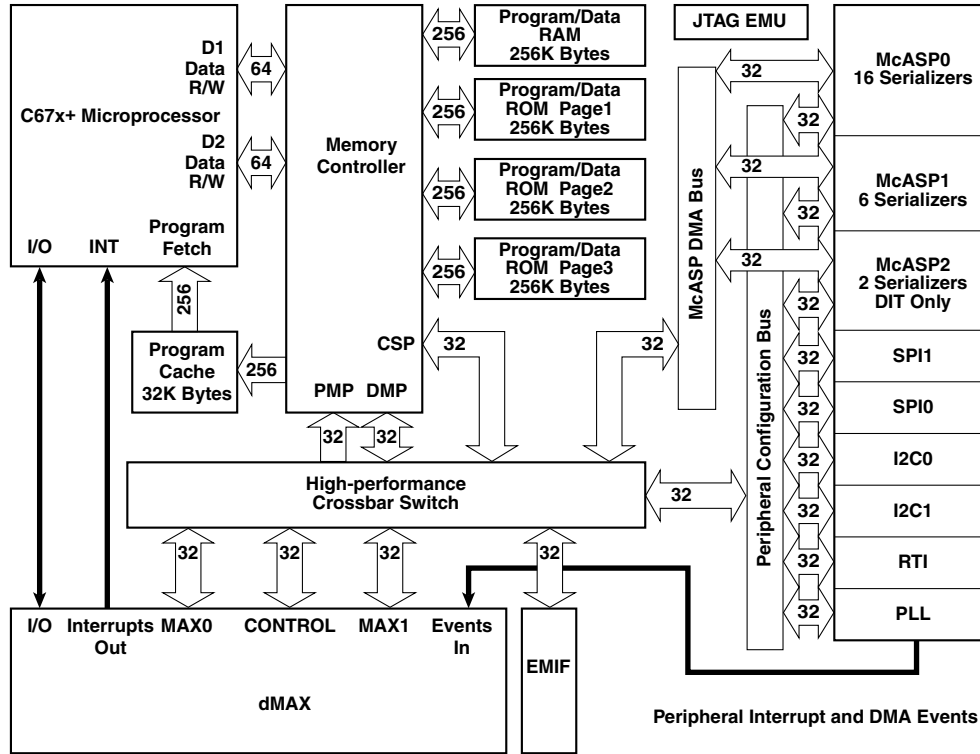 D1
Data
R/W
C67x+ Microprocessor
D2
Data
R/W
I/O
INT
Program
Fetch
64
64
256
Program
Cache
32K Bytes
256
Memory
Controller
CSP
PMP
DMP
256
256
256
256
Program/Data
RAM
256K Bytes
Program/Data
ROM Page1
256K Bytes
Program/Data
ROM Page2
256K Bytes
Program/Data
ROM Page3
256K Bytes
32
32
32
32
High-performance
Crossbar Switch
32
32
32
32
32
I/O
Interrupts
Out
MAX0
CONTROL
MAX1
Events
In
dMAX
EMIF
JTAG EMU
McASP DMA Bus
Peripheral Configuration Bus
32
32
32
32
32
32
32
32
32
32
32
32
McASP0
16 Serializers
McASP1
6 Serializers
McASP2
2 Serializers
DIT Only
SPI1
SPI0
I2C0
I2C1
RTI
PLL
Peripheral Interrupt and DMA Events